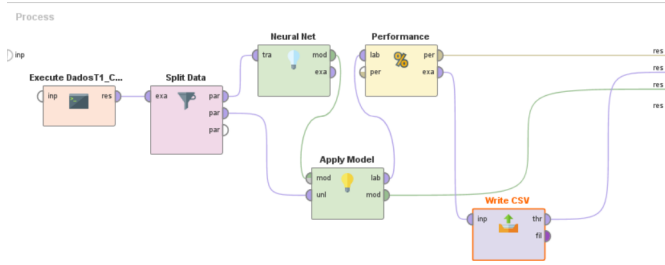 Process
inp
res
res
res
res
Execute DadosT1_C...
inp
res
Split Data
exa
par
par
par
Neural Net
tra
mod
exa
Performance
lab
per
per
exa
Apply Model
mod
lab
unl
mod
Write CSV
inp
thr
fil